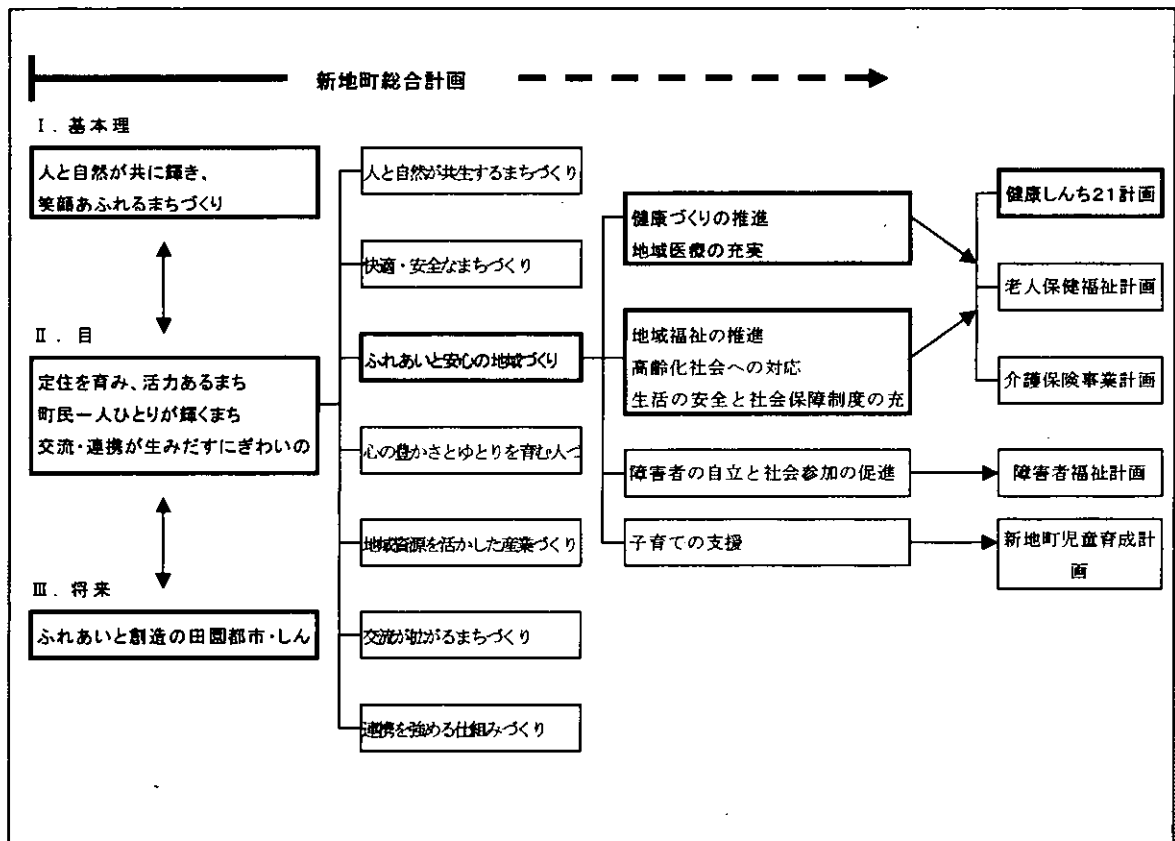 新地町総合計画
Ⅰ．基本理
人と自然が共に輝き、
笑顔あふれるまちづくり
Ⅱ．目
定住を育み、活力あるまち
町民一人ひとりが輝くまち
交流・連携が生みだすにぎわいの
Ⅲ．将来
ふれあいと創造の田園都市・しん
人と自然が共生するまちづくり
快適・安全なまちづくり
ふれあいと安心の地域づくり
心の豊かさとゆとりを育む人づ
地域資源を活かした産業づくり
交流が拡がるまちづくり
連携を強める仕組みづくり
健康づくりの推進
地域医療の充実
地域福祉の推進
高齢化社会への対応
生活の安全と社会保障制度の充
障害者の自立と社会参加の促進
子育ての支援
健康しんち21計画
老人保健福祉計画
介護保険事業計画
障害者福祉計画
新地町児童育成計
画